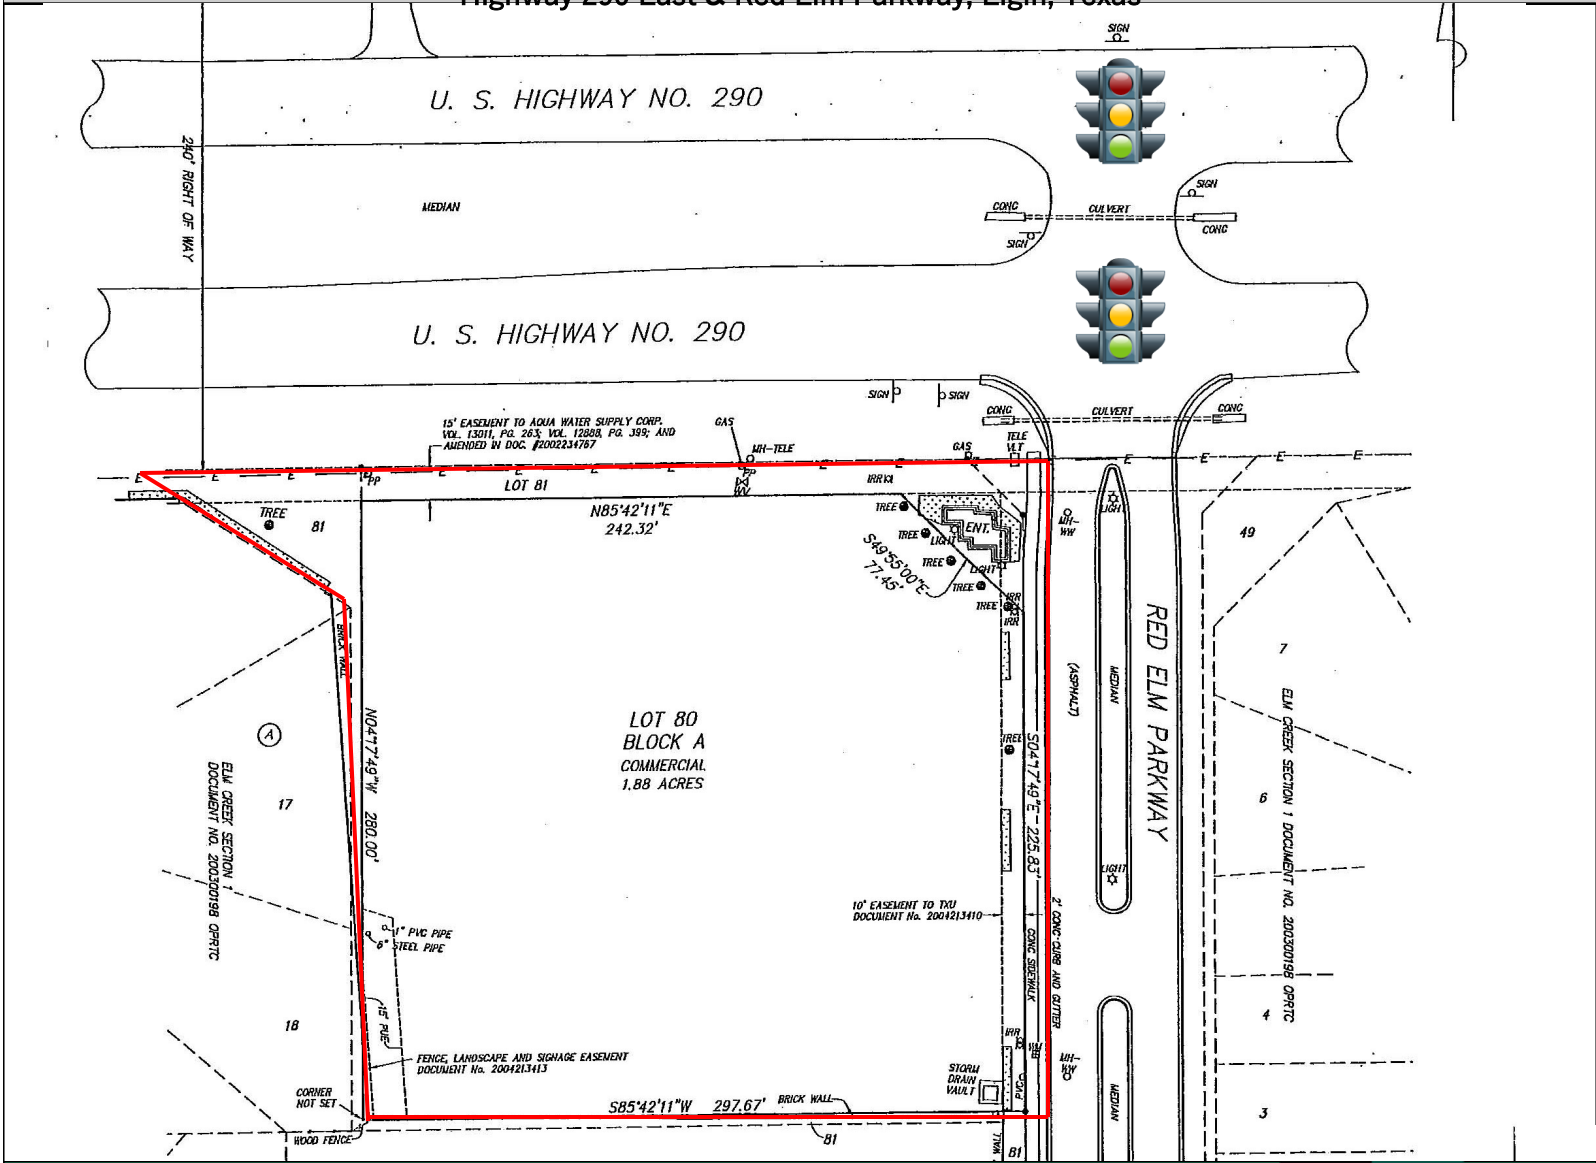 Highway 290 East & Red Elm Parkway, Elgin, Texas
SIGN
U. S. HIGHWAY NO. 290
240' RIGHT OF WAY
MEDIAN
SIGN
CONC
CULVERT
CONC
SIGN
U. S. HIGHWAY NO. 290
SIGN
SIGN
CONC
CULVERT
CONC
15' EASEMENT TO AQUA WATER SUPPLY CORP.
VOL. 13011, PG. 263; VOL. 12888, PG. 399; AND
AMENDED IN DOC. #2002234767
GAS
MH-TELE
GAS
TELE
VLT
E
E
E
E
E
E
E
E
E
E
E
PP
PP
WV
LOT 81
IRR
N85°42'11"E
242.32'
TREE
81
TREE
TREE
LIGHT
ENT.
TREE
LIGHT
TREE
TREE
IRR
IRR
S49°55'00"E
77.45'
MH-
WW
LIGHT
49
BRICK WALL
RED ELM PARKWAY
(ASPHALT)
MEDIAN
7
LOT 80
BLOCK A
COMMERCIAL
1.88 ACRES
N04°17'49"W 280.00'
A
TREE
S04°17'49"E - 225.83'
ELM CREEK SECTION 1
DOCUMENT NO. 200300198 OPRTC
17
ELM CREEK SECTION 1 DOCUMENT NO. 200300198 OPRTC
6
LIGHT
10' EASEMENT TO TXU
DOCUMENT No. 2004213410
2' CONC CURB AND GUTTER
CONC SIDEWALK
1" PVC PIPE
6" STEEL PIPE
15' PUE
18
4
FENCE, LANDSCAPE AND SIGNAGE EASEMENT
DOCUMENT No. 2004213413
IRR
WM
MH-
WW
STORM
DRAIN
VAULT
PVC
MEDIAN
CORNER
NOT SET
S85°42'11"W 297.67'
BRICK WALL
3
WOOD FENCE
81
WALL
81